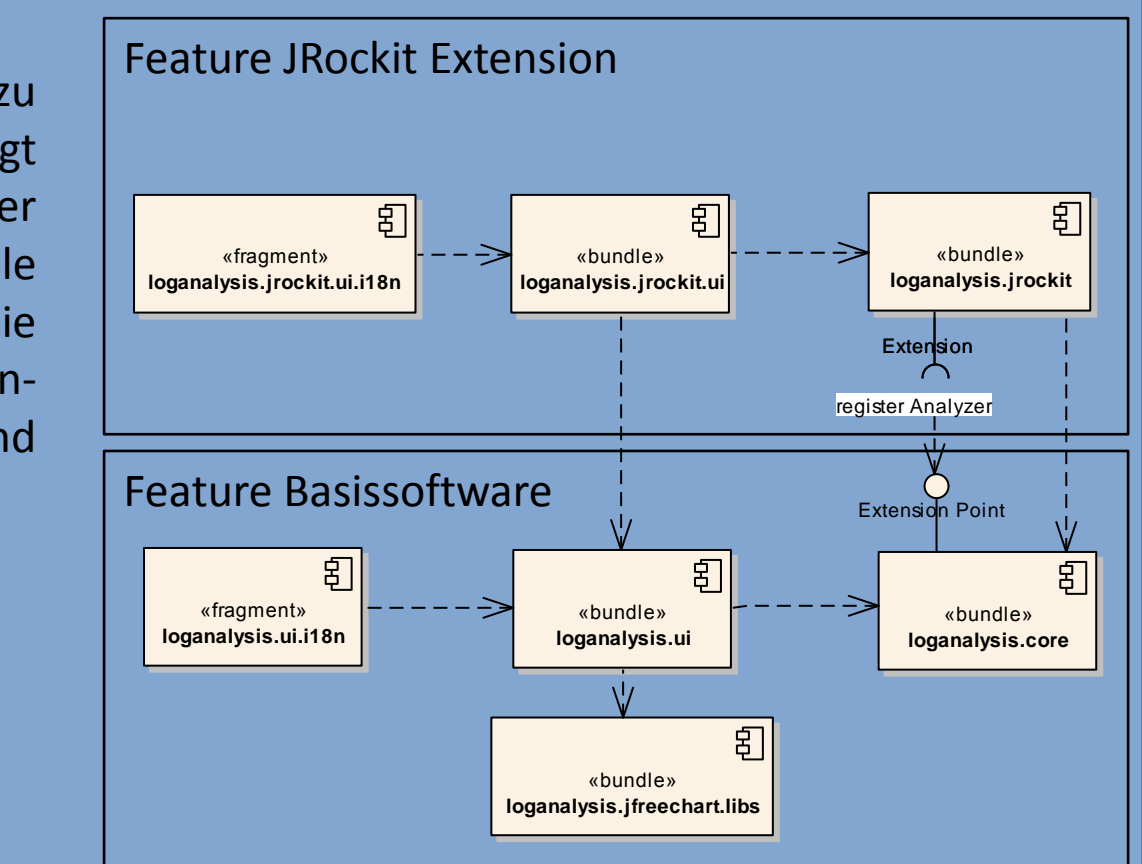 zu
gt
er
le
ie
n-
nd
Feature JRockit Extension
«fragment»
loganalysis.jrockit.ui.i18n
«bundle»
loganalysis.jrockit.ui
«bundle»
loganalysis.jrockit
Extension
register Analyzer
Feature Basissoftware
Extension Point
«fragment»
loganalysis.ui.i18n
«bundle»
loganalysis.ui
«bundle»
loganalysis.core
«bundle»
loganalysis.jfreechart.libs